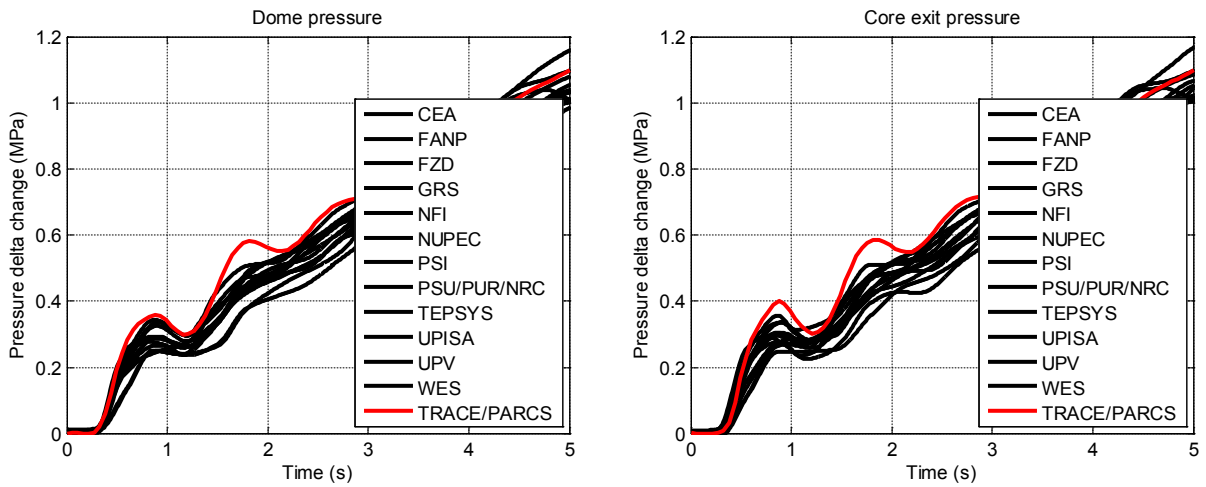 Dome pressure
1.2
1
0.8
0.6
0.4
0.2
0
Pressure delta change (MPa)
CEA
FANP
FZD
GRS
NFI
NUPEC
PSI
PSU/PUR/NRC
TEPSYS
UPISA
UPV
WES
TRACE/PARCS
0 1 2 3 4 5
Time (s)
Core exit pressure
1.2
1
0.8
0.6
0.4
0.2
0
Pressure delta change (MPa)
CEA
FANP
FZD
GRS
NFI
NUPEC
PSI
PSU/PUR/NRC
TEPSYS
UPISA
UPV
WES
TRACE/PARCS
0 1 2 3 4 5
Time (s)